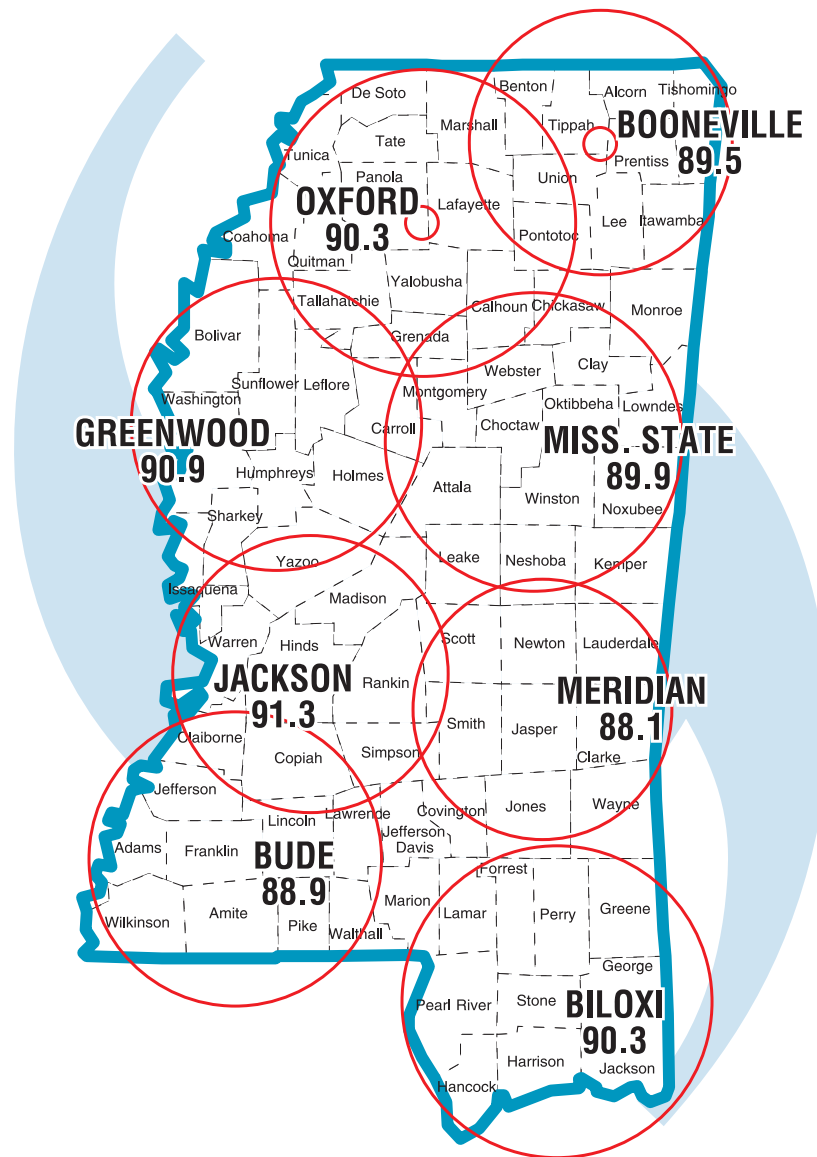 Benton
Alcorn
Tishomingo
De Soto
Marshall
Tippah
BOONEVILLE
89.5
Tate
Tunica
Prentiss
Panola
Union
OXFORD
90.3
Lafayette
Lee
Itawamba
Coahoma
Pontotoc
Quitman
Yalobusha
Tallahatchie
Calhoun
Chickasaw
Monroe
Bolivar
Grenada
Webster
Clay
Sunflower
Leflore
Montgomery
Washington
Oktibbeha
Lowndes
Carroll
Choctaw
GREENWOOD
90.9
MISS. STATE
89.9
Humphreys
Holmes
Attala
Winston
Noxubee
Sharkey
Yazoo
Leake
Neshoba
Kemper
Issaquena
Madison
Warren
Hinds
Scott
Newton
Lauderdale
JACKSON
91.3
Rankin
MERIDIAN
88.1
Smith
Jasper
Claiborne
Copiah
Simpson
Clarke
Jefferson
Lincoln
Lawrence
Covington
Jones
Wayne
Jefferson
Davis
Adams
Franklin
BUDE
88.9
Forrest
Wilkinson
Amite
Pike
Walthall
Marion
Lamar
Perry
Greene
George
Pearl River
Stone
BILOXI
90.3
Harrison
Jackson
Hancock